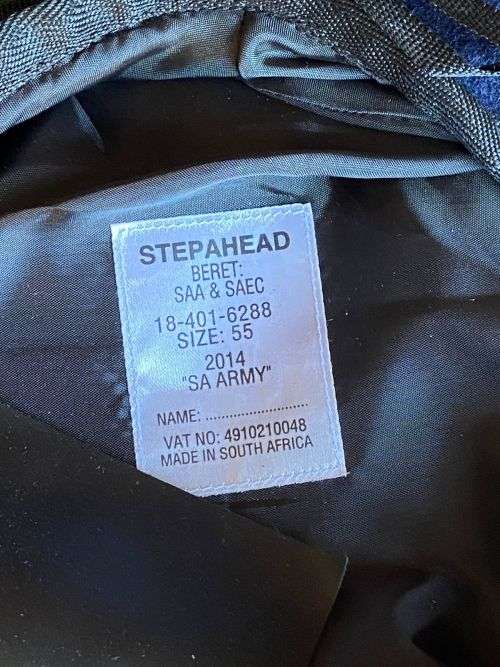 STEPAHEAD
BERET:
SAA & SAEC
18-401-6288
SIZE: 55
2014
"SA ARMY"
NAME: ..........................
VAT NO: 4910210048
MADE IN SOUTH AFRICA